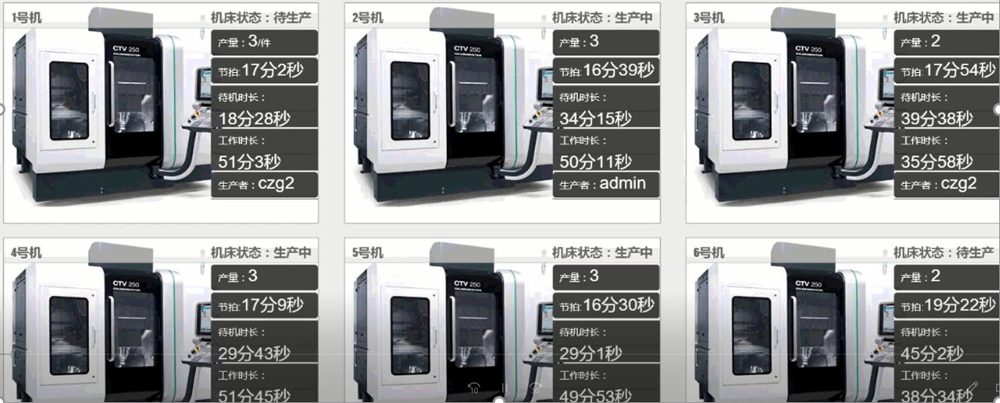 1号机 机床状态：待生产
CTV 250
产量：3/件
节拍:17分2秒
待机时长：
18分28秒
工作时长：
51分3秒
生产者：czg2
2号机 机床状态：生产中
CTV 250
产量：3
节拍:16分39秒
待机时长：
34分15秒
工作时长：
50分11秒
生产者：admin
3号机 机床状态：生产中
CTV 250
产量：2
节拍:17分54秒
待机时长：
39分38秒
工作时长：
35分58秒
生产者：czg2
4号机 机床状态：生产中
CTV 250
产量：3
节拍:17分9秒
待机时长：
29分43秒
工作时长：
51分45秒
5号机 机床状态：生产中
CTV 250
产量：3
节拍:16分30秒
待机时长：
29分1秒
工作时长：
49分53秒
10
30
6号机 机床状态：待生产
CTV 250
产量：2
节拍:19分22秒
待机时长：
45分2秒
工作时长：
38分34秒